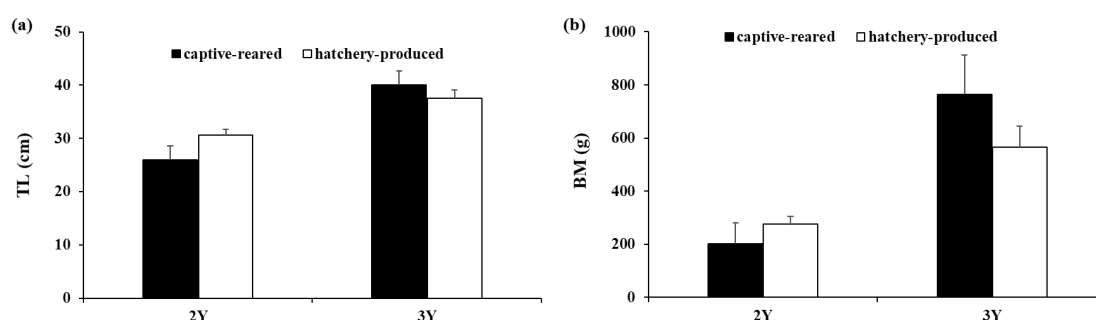 (a)
50
captive-reared hatchery-produced
40
30
20
10
0
TL (cm)
2Y 3Y
(b)
1000
captive-reared hatchery-produced
800
600
400
200
0
BM (g)
2Y 3Y